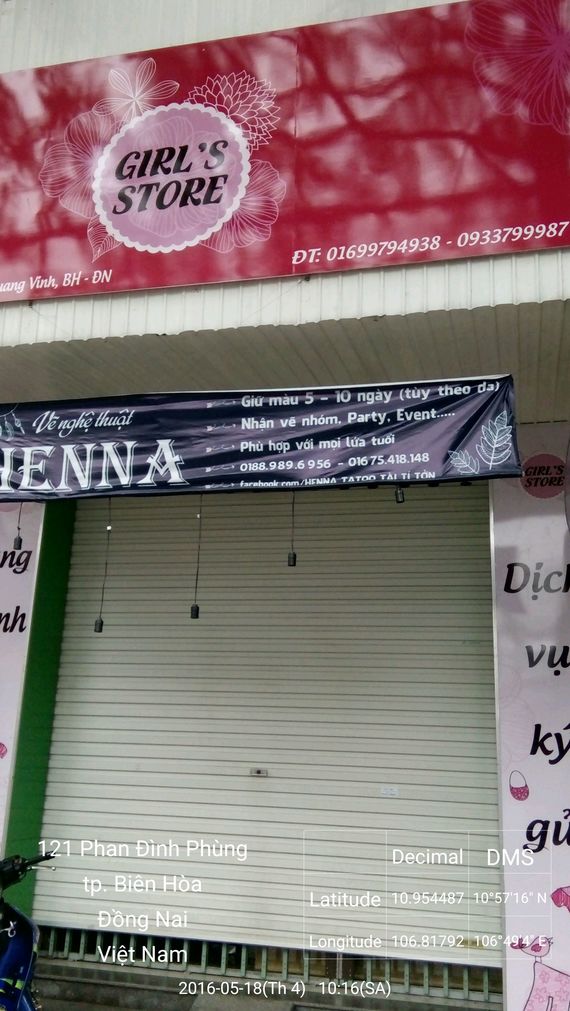 GIRL'S
STORE
ĐT: 01699794938 - 0933799987
uang Vinh, BH - ĐN
Vẽ nghệ thuật
HENNA
Giữ màu 5 - 10 ngày (tùy theo da)
Nhận vẽ nhóm, Party, Event.....
Phù hợp với mọi lứa tuổi
0188.989.6956 - 01675.418.148
facebook.com/HENNA TATOO TÀI TỈ TỞN
GIRL'S
STORE
ng
nh
Dịch
vụ
ký
gử
121 Phan Đình Phùng
tp. Biên Hòa
Đồng Nai
Việt Nam
Decimal DMS
Latitude 10.954487 10°57'16" N
Longitude 106.81792 106°49'4" E
2016-05-18(Th 4) 10:16(SA)